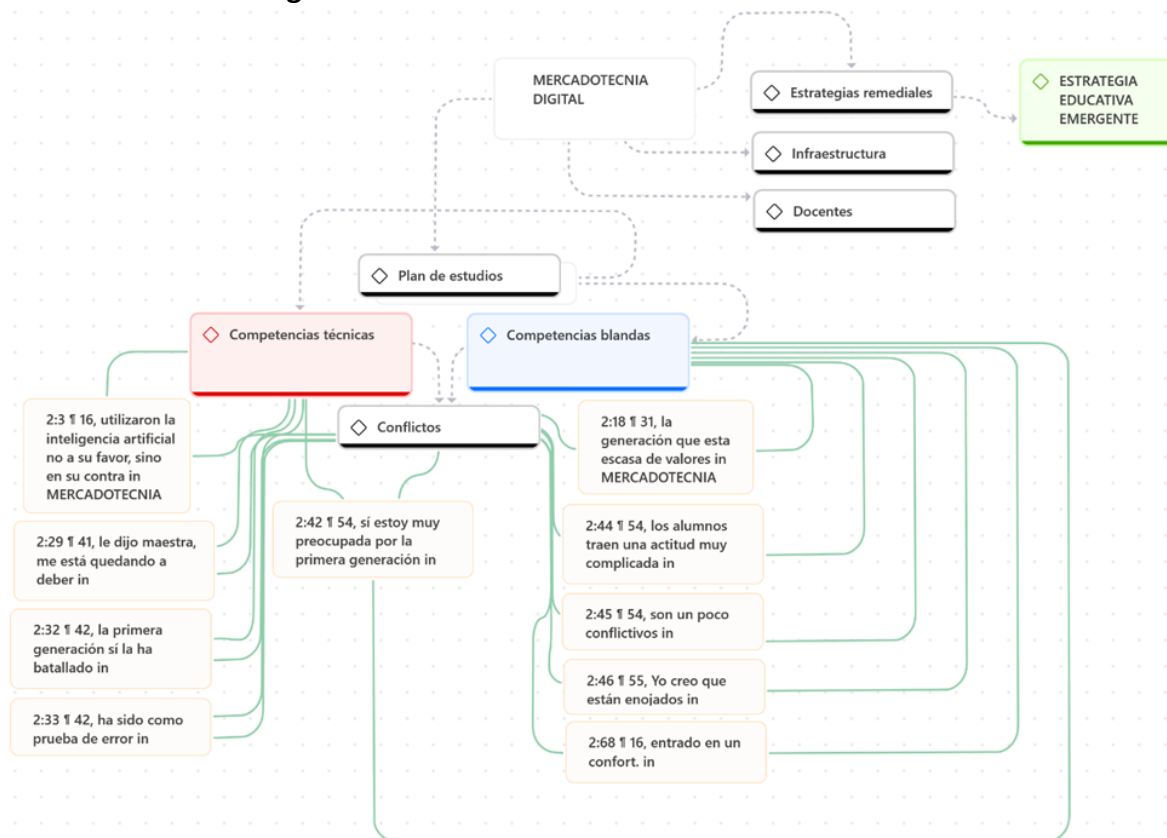 MERCADOTECNIA
DIGITAL
Estrategias remediales
ESTRATEGIA
EDUCATIVA
EMERGENTE
Infraestructura
Docentes
Plan de estudios
Competencias técnicas
Competencias blandas
Conflictos
2:3 ¶ 16, utilizaron la
inteligencia artificial
no a su favor, sino
en su contra in
MERCADOTECNIA
2:29 ¶ 41, le dijo maestra,
me está quedando a
deber in
2:32 ¶ 42, la primera
generación sí la ha
batallado in
2:33 ¶ 42, ha sido como
prueba de error in
2:42 ¶ 54, sí estoy muy
preocupada por la
primera generación in
2:18 ¶ 31, la
generación que esta
escasa de valores in
MERCADOTECNIA
2:44 ¶ 54, los alumnos
traen una actitud muy
complicada in
2:45 ¶ 54, son un poco
conflictivos in
2:46 ¶ 55, Yo creo que
están enojados in
2:68 ¶ 16, entrado en un
confort. in